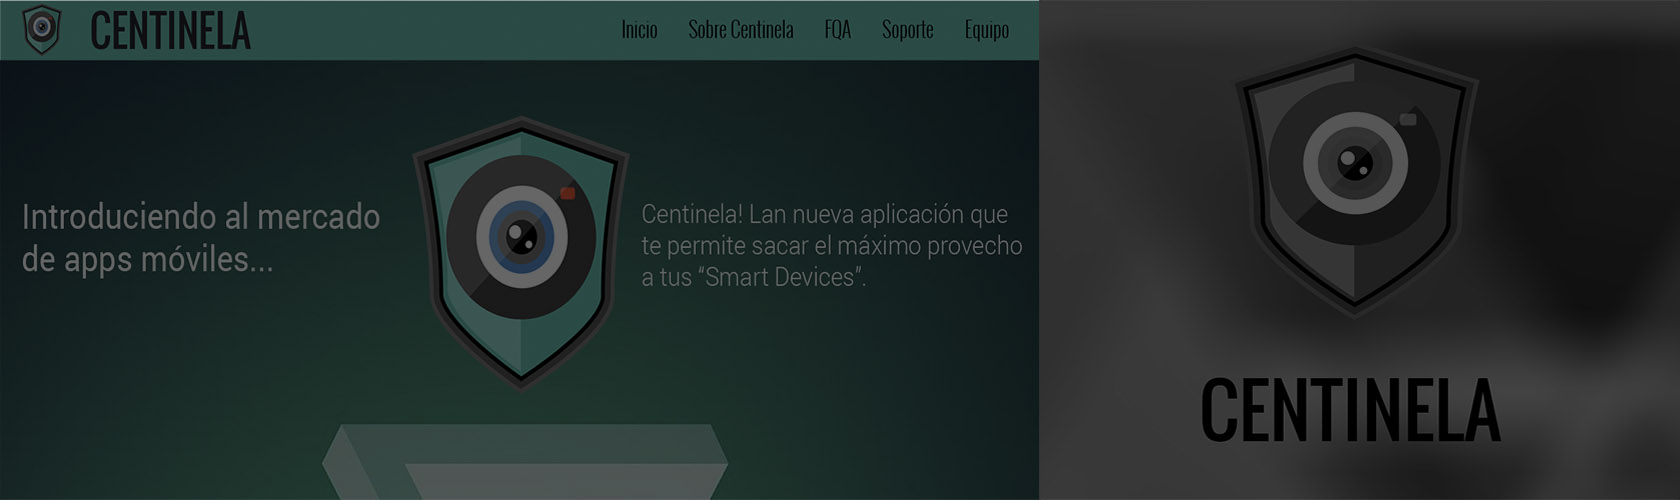 CENTINELA
Inicio Sobre Centinela FQA Soporte Equipo
Introduciendo al mercado
de apps móviles...
Centinela! Lan nueva aplicación que
te permite sacar el máximo provecho
a tus “Smart Devices”.
CENTINELA